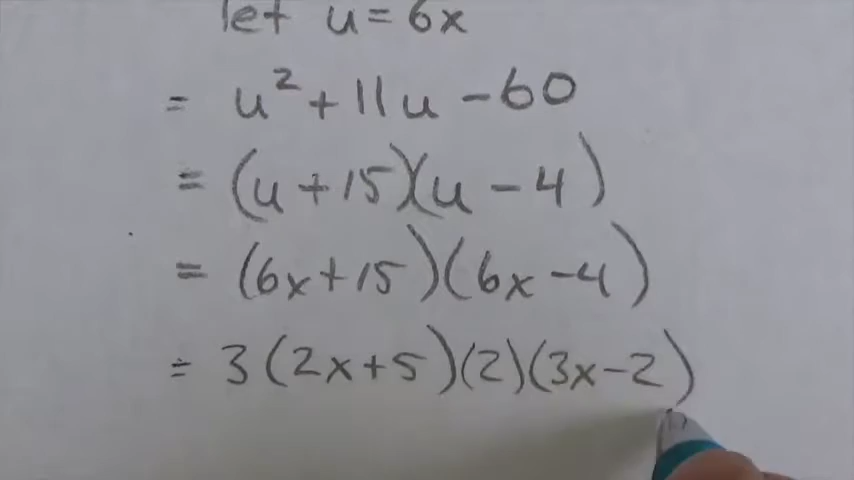 let u = 6x
= u² + 11u - 60
= (u + 15)(u - 4)
= (6x + 15)(6x - 4)
= 3(2x + 5)(2)(3x - 2)